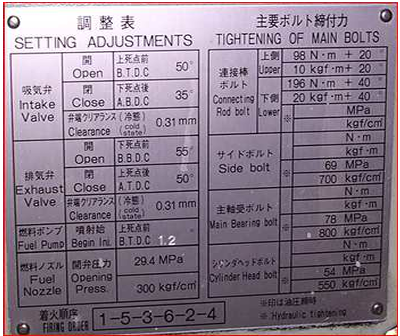 調整表
SETTING ADJUSTMENTS
吸気弁
Intake
Valve
開
Open
上死点前
B.T.D.C
50°
閉
Close
下死点後
A.B.D.C
35°
弁端クリアランス (冷態)
Clearance (cold state)
0.31 mm
排気弁
Exhaust
Valve
開
Open
下死点前
B.B.D.C
55°
閉
Close
上死点後
A.T.D.C
50°
弁端クリアランス (冷態)
Clearance (cold state)
0.31 mm
燃料ポンプ
Fuel Pump
噴射始
Begin Inj.
上死点前
B.T.D.C
12
燃料ノズル
Fuel
Nozzle
開弁圧力
Opening
Press.
29.4 MPa
300 kgf/cm²
着火順序
FIRING ORDER
1-5-3-6-2-4
主要ボルト締付力
TIGHTENING OF MAIN BOLTS
連接棒
ボルト
Connecting
Rod bolt
上側
Upper
98 N·m + 20°
10 kgf·m + 20°
下側
Lower
196 N·m + 40°
20 kgf·m + 40°
※
MPa
kgf/cm²
サイドボルト
Side bolt
N·m
kgf·m
※
69 MPa
700 kgf/cm²
主軸受ボルト
Main Bearing bolt
N·m
kgf·m
※
78 MPa
800 kgf/cm²
シリンダヘッドボルト
Cylinder Head bolt
N·m
kgf·m
※
54 MPa
550 kgf/cm²
※印は油圧締時
※ Hydraulic tightening